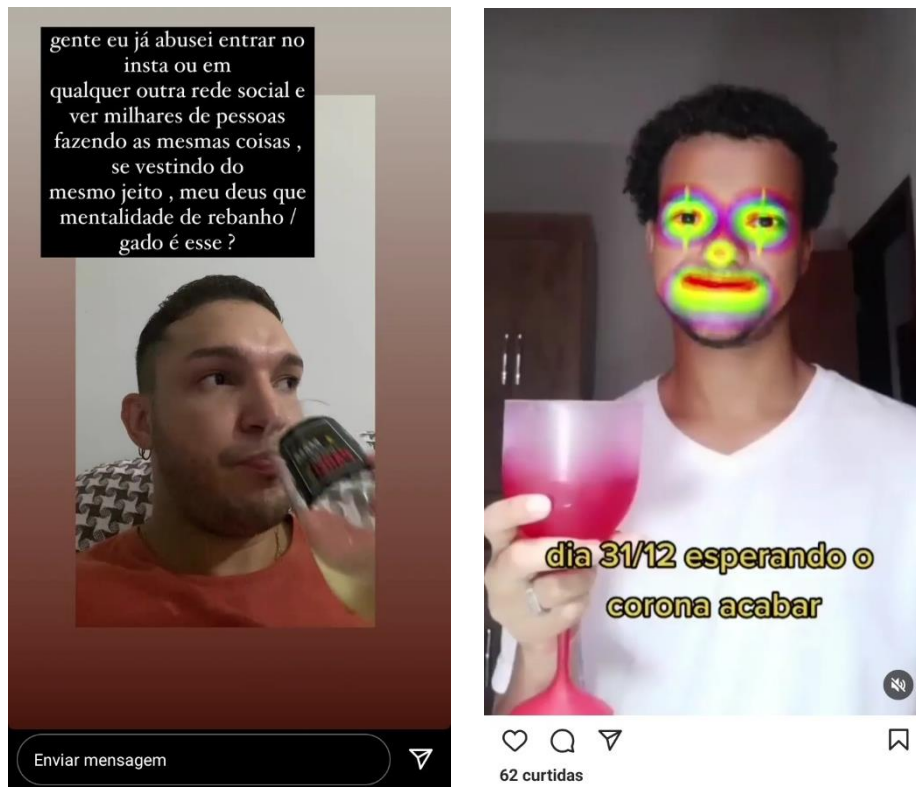 gente eu já abusei entrar no
insta ou em
qualquer outra rede social e
ver milhares de pessoas
fazendo as mesmas coisas ,
se vestindo do
mesmo jeito , meu deus que
mentalidade de rebanho /
gado é esse ?
Enviar mensagem
dia 31/12 esperando o
corona acabar
62 curtidas